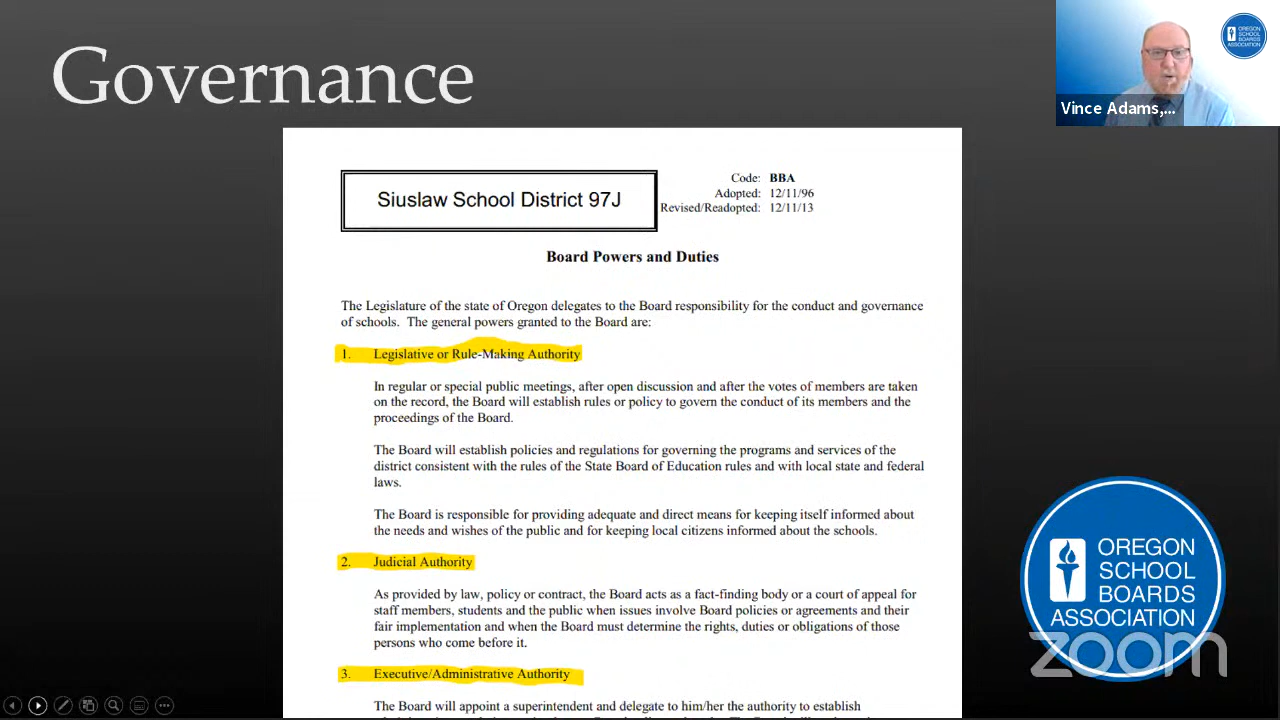 Governance
OREGON
SCHOOL
BOARDS
ASSOCIATION
Vince Adams,...
Siuslaw School District 97J
Code: BBA
Adopted: 12/11/96
Revised/Readopted: 12/11/13
Board Powers and Duties
The Legislature of the state of Oregon delegates to the Board responsibility for the conduct and governance
of schools. The general powers granted to the Board are:
1. Legislative or Rule-Making Authority
In regular or special public meetings, after open discussion and after the votes of members are taken
on the record, the Board will establish rules or policy to govern the conduct of its members and the
proceedings of the Board.
The Board will establish policies and regulations for governing the programs and services of the
district consistent with the rules of the State Board of Education rules and with local state and federal
laws.
The Board is responsible for providing adequate and direct means for keeping itself informed about
the needs and wishes of the public and for keeping local citizens informed about the schools.
2. Judicial Authority
As provided by law, policy or contract, the Board acts as a fact-finding body or a court of appeal for
staff members, students and the public when issues involve Board policies or agreements and their
fair implementation and when the Board must determine the rights, duties or obligations of those
persons who come before it.
3. Executive/Administrative Authority
The Board will appoint a superintendent and delegate to him/her the authority to establish
OREGON
SCHOOL
BOARDS
ASSOCIATION
zoom